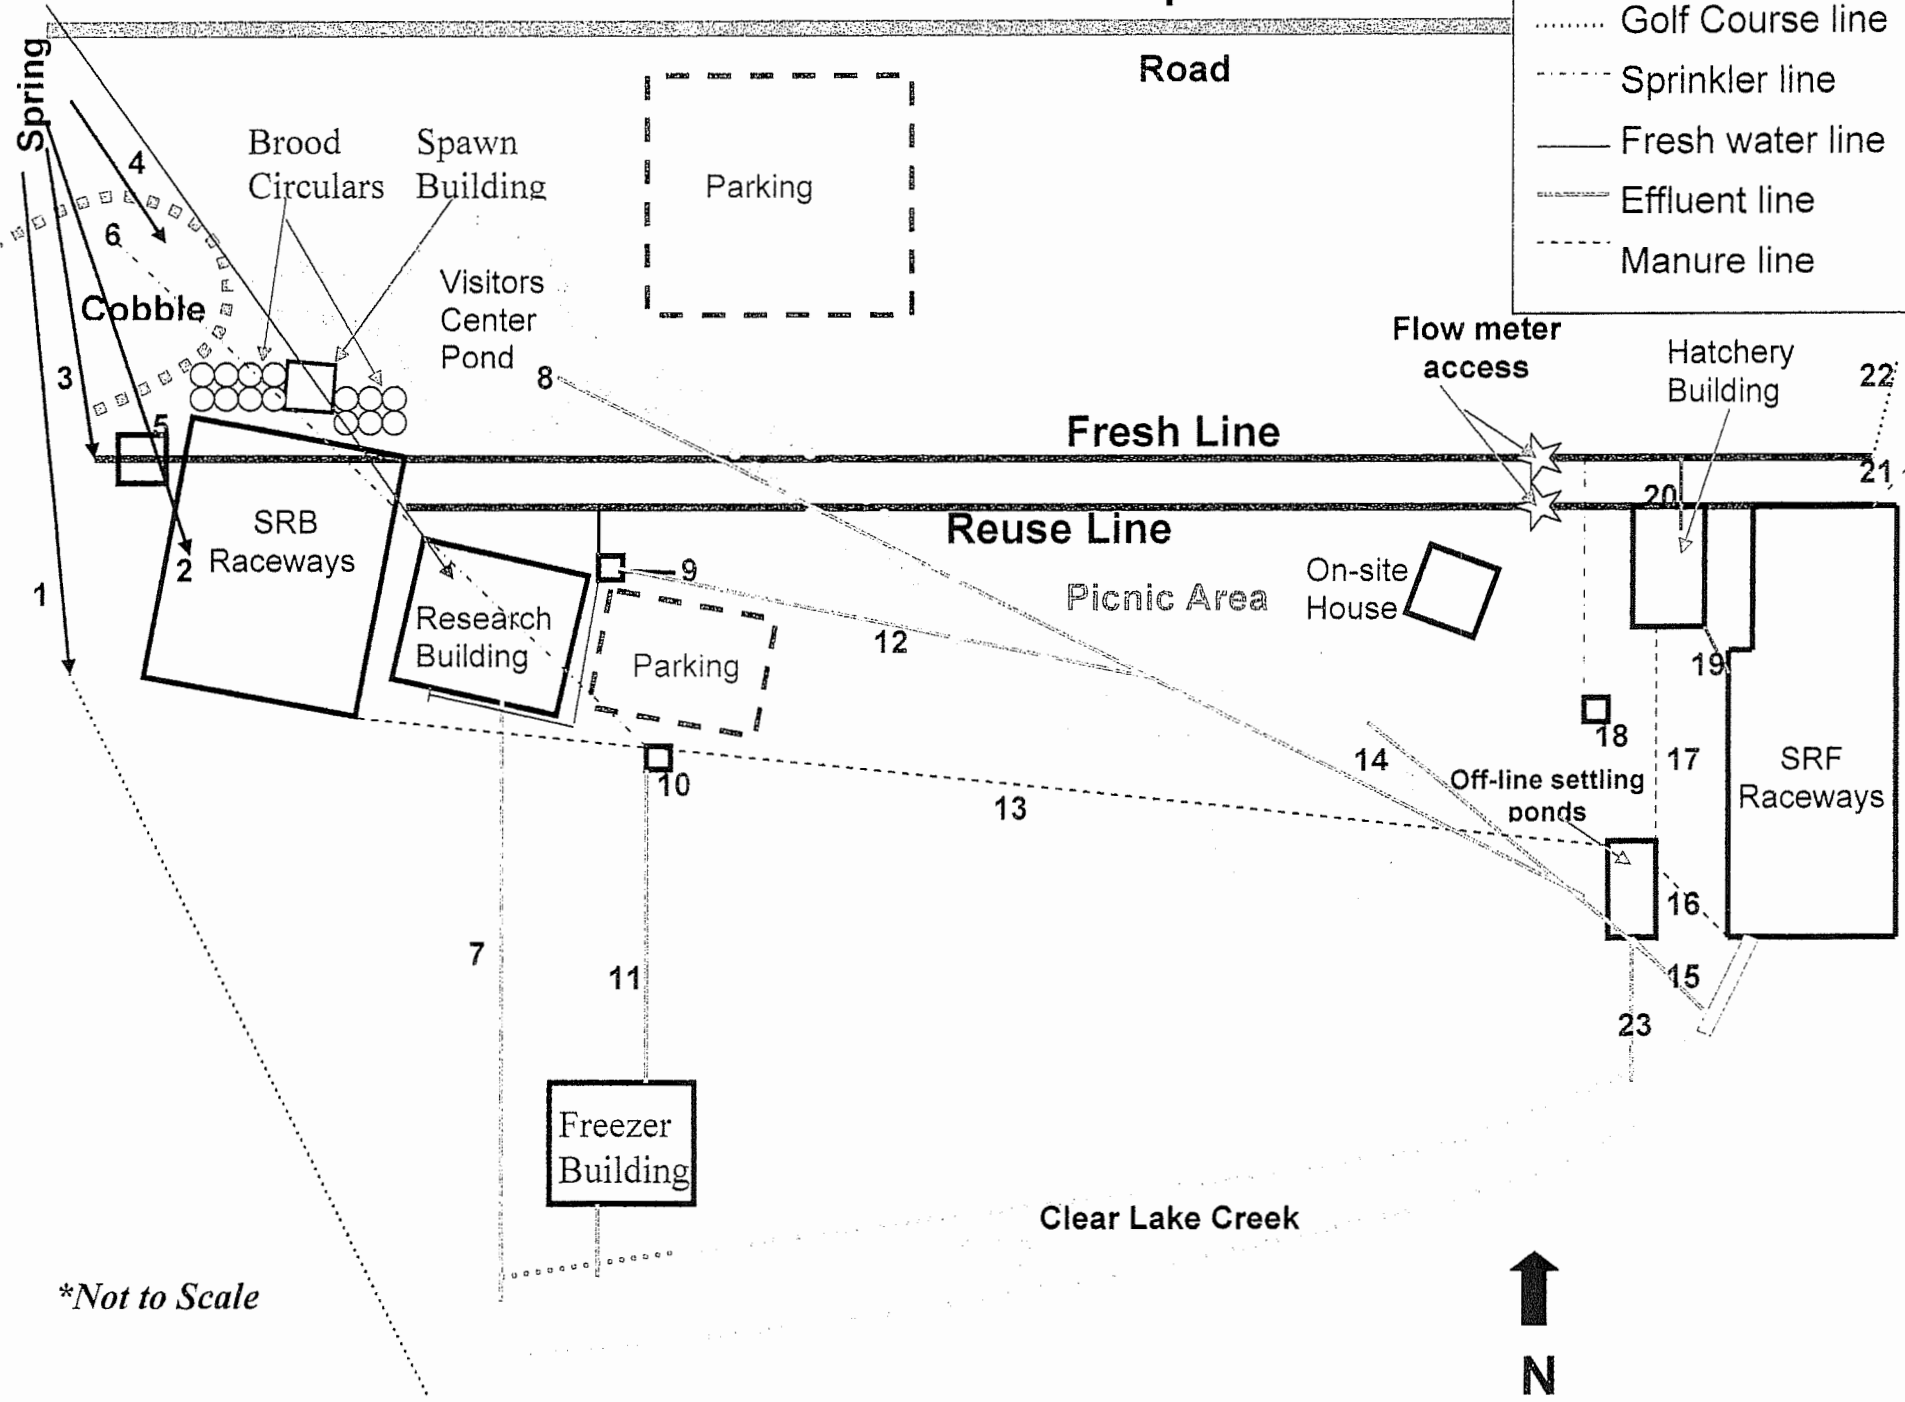 Golf Course line
Sprinkler line
Fresh water line
Effluent line
Manure line
Road
Spring
4
Brood
Circulars
Spawn
Building
Parking
6
Cobble
Visitors
Center
Pond
8
3
5
Flow meter
access
Hatchery
Building
22
Fresh Line
21
20
SRB
Raceways
Reuse Line
2
1
9
On-site
House
Picnic Area
Research
Building
Parking
12
19
18
10
13
14
17
Off-line settling
ponds
SRF
Raceways
16
7
11
15
23
Freezer
Building
Clear Lake Creek
*Not to Scale
N